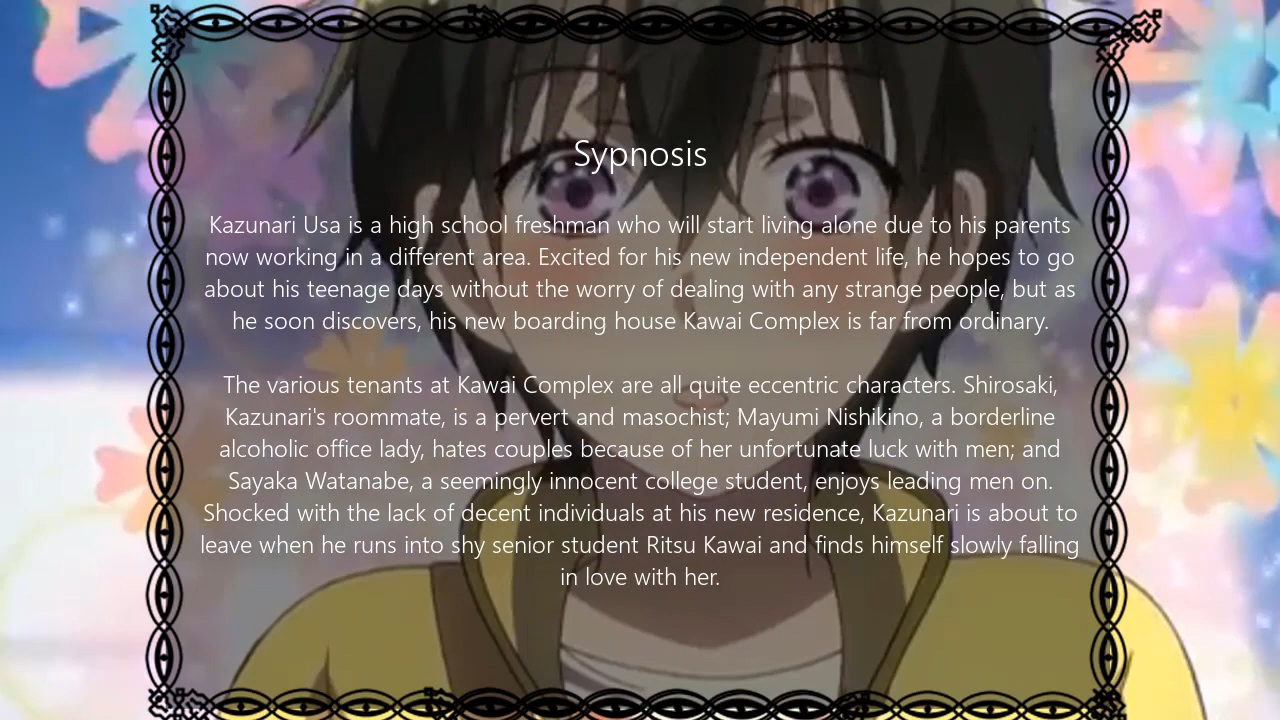 Sypnosis
Kazunari Usa is a high school freshman who will start living alone due to his parents
now working in a different area. Excited for his new independent life, he hopes to go
about his teenage days without the worry of dealing with any strange people, but as
he soon discovers, his new boarding house Kawai Complex is far from ordinary.
The various tenants at Kawai Complex are all quite eccentric characters. Shirosaki,
Kazunari's roommate, is a pervert and masochist; Mayumi Nishikino, a borderline
alcoholic office lady, hates couples because of her unfortunate luck with men; and
Sayaka Watanabe, a seemingly innocent college student, enjoys leading men on.
Shocked with the lack of decent individuals at his new residence, Kazunari is about to
leave when he runs into shy senior student Ritsu Kawai and finds himself slowly falling
in love with her.